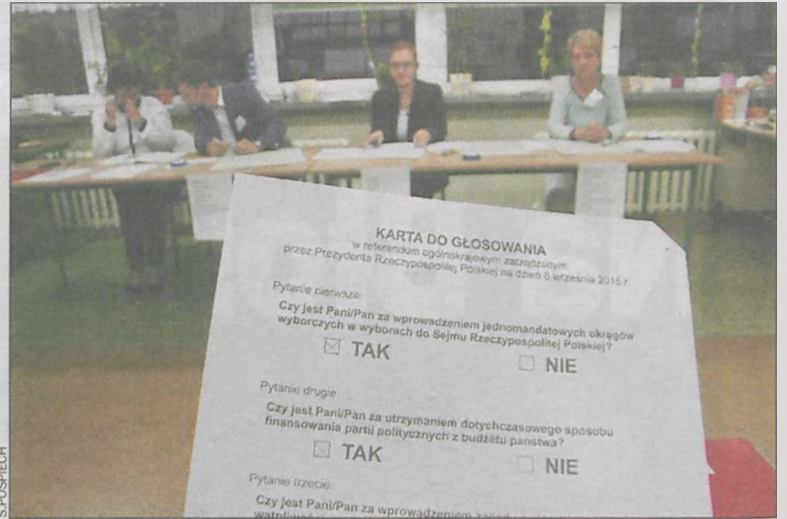 KARTA DO GŁOSOWANIA
w referendum ogólnokrajowym zarządzonym
przez Prezydenta Rzeczypospolitej Polskiej na dzień 6 września 2015 r.
Pytanie pierwsze:
Czy jest Pani/Pan za wprowadzeniem jednomandatowych okręgów
wyborczych w wyborach do Sejmu Rzeczypospolitej Polskiej?
TAK NIE
Pytanie drugie:
Czy jest Pani/Pan za utrzymaniem dotychczasowego sposobu
finansowania partii politycznych z budżetu państwa?
TAK NIE
Pytanie trzecie:
Czy jest Pani/Pan za wprowadzeniem
S.POSPIECH